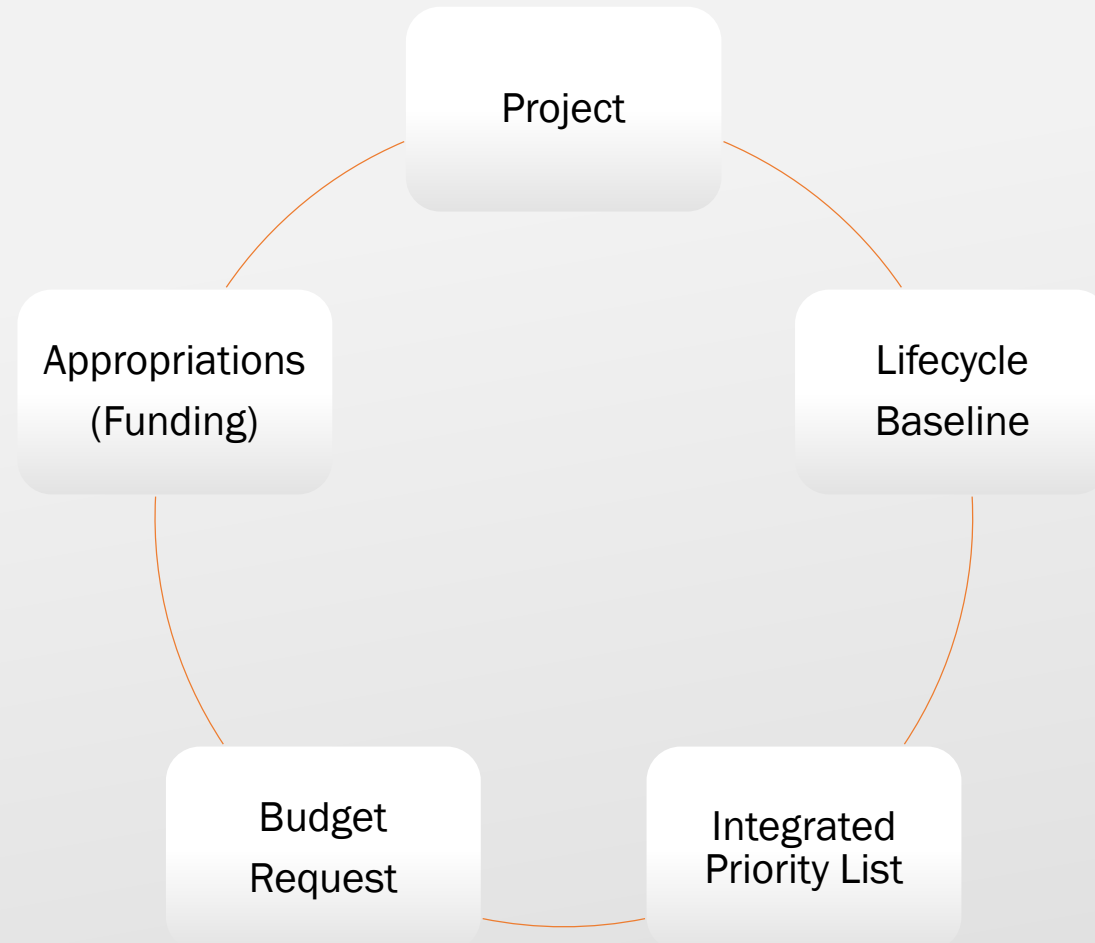 Project
Lifecycle
Baseline
Integrated
Priority List
Budget
Request
Appropriations
(Funding)